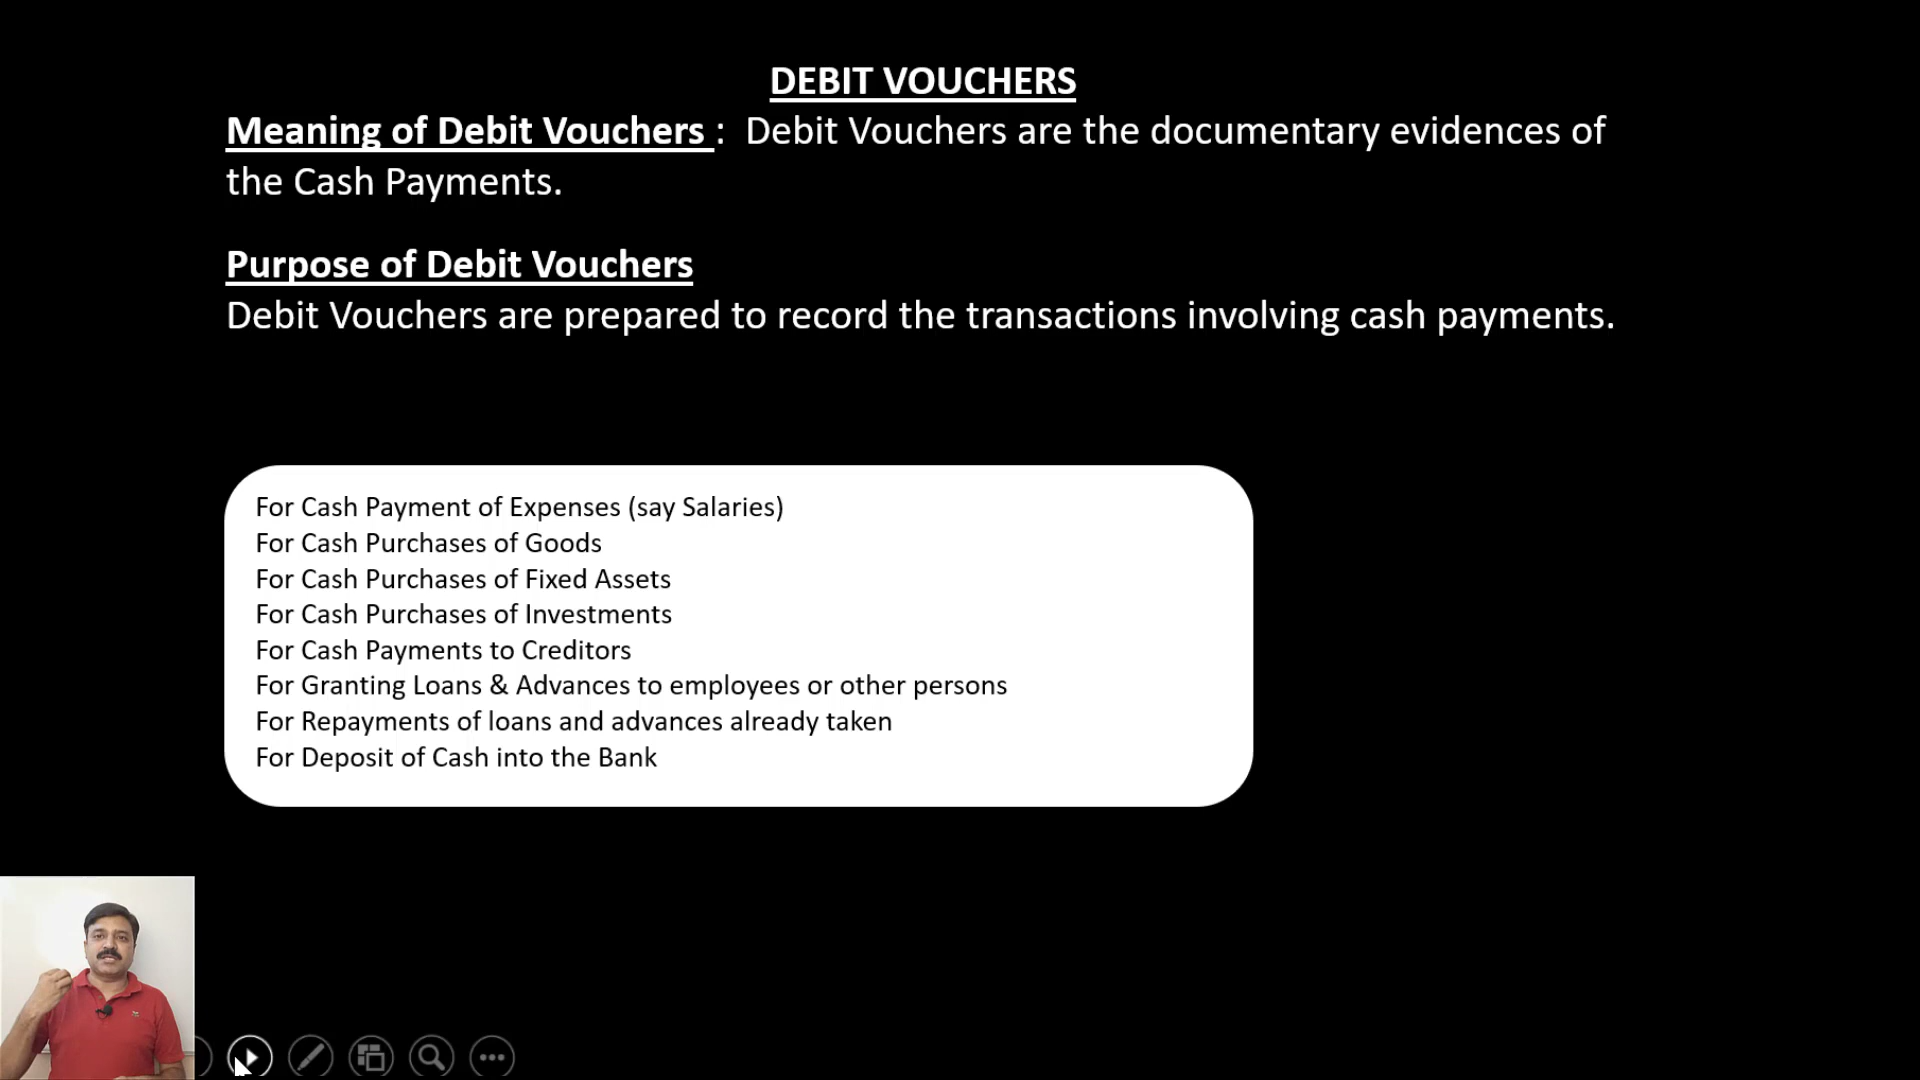 DEBIT VOUCHERS
Meaning of Debit Vouchers : Debit Vouchers are the documentary evidences of
the Cash Payments.
Purpose of Debit Vouchers
Debit Vouchers are prepared to record the transactions involving cash payments.
For Cash Payment of Expenses (say Salaries)
For Cash Purchases of Goods
For Cash Purchases of Fixed Assets
For Cash Purchases of Investments
For Cash Payments to Creditors
For Granting Loans & Advances to employees or other persons
For Repayments of loans and advances already taken
For Deposit of Cash into the Bank